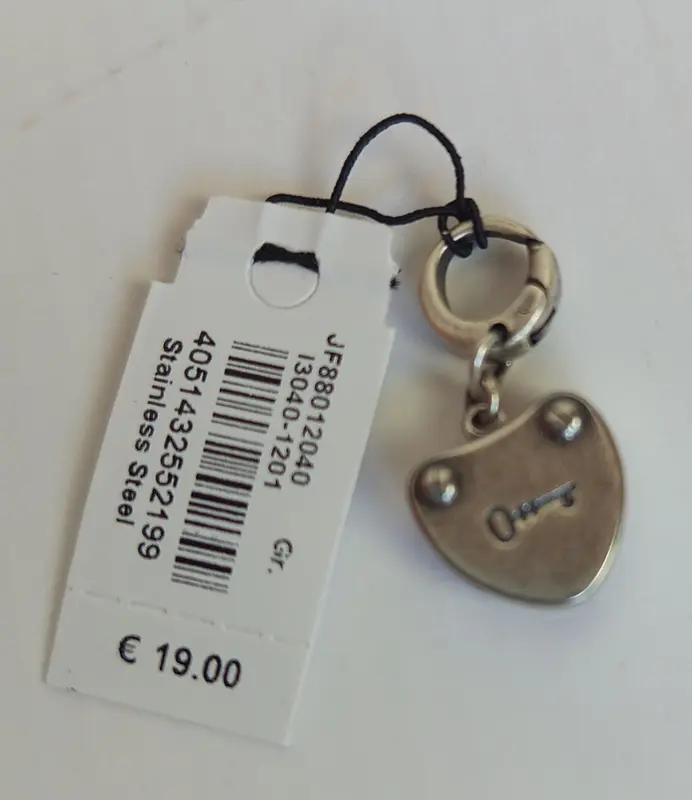 JF88012040
I3040-1201 Gr.
4051432552199
Stainless Steel
€ 19.00